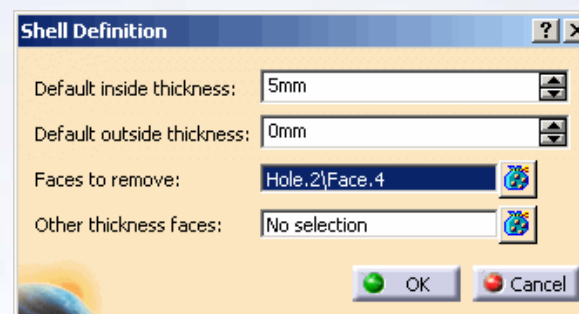 Shell Definition
Default inside thickness: 5mm
Default outside thickness: 0mm
Faces to remove: Hole.2\Face.4
Other thickness faces: No selection
OK Cancel